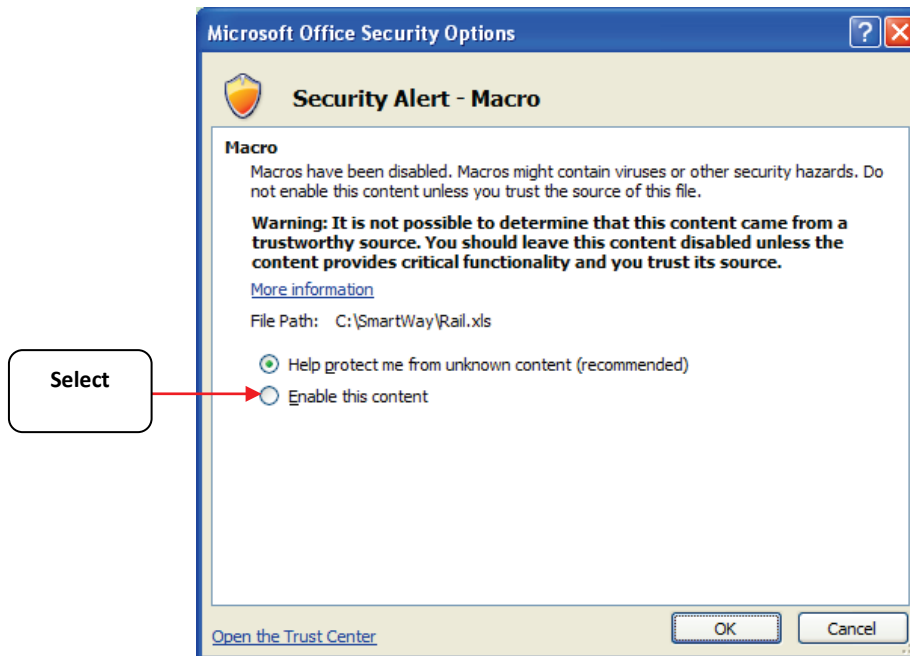 Microsoft Office Security Options
Security Alert - Macro
Macro
Macros have been disabled. Macros might contain viruses or other security hazards. Do
not enable this content unless you trust the source of this file.
Warning: It is not possible to determine that this content came from a
trustworthy source. You should leave this content disabled unless the
content provides critical functionality and you trust its source.
More information
File Path: C:\SmartWay\Rail.xls
Help protect me from unknown content (recommended)
Select
Enable this content
Open the Trust Center
OK
Cancel